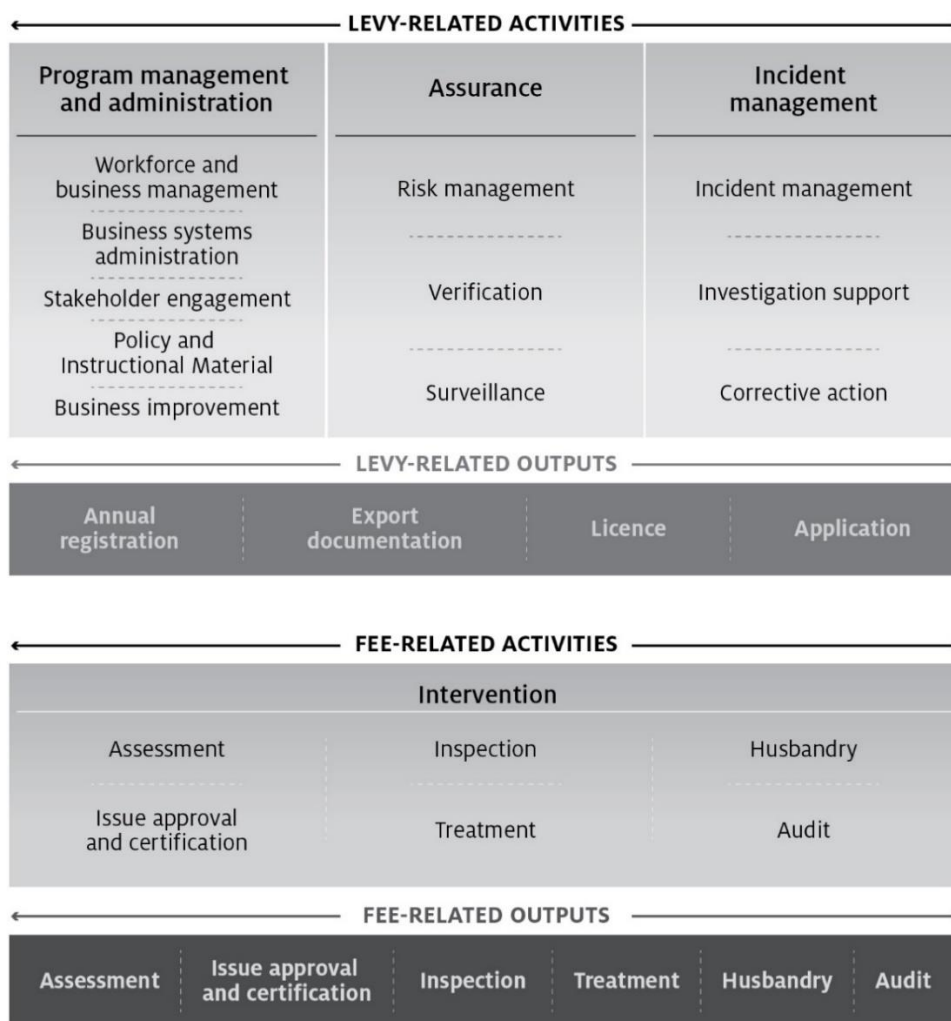 LEVY-RELATED ACTIVITIES
Program management
and administration
Workforce and
business management
Business systems
administration
Stakeholder engagement
Policy and
Instructional Material
Business improvement
Assurance
Risk management
Verification
Surveillance
Incident
management
Incident management
Investigation support
Corrective action
LEVY-RELATED OUTPUTS
Annual
registration
Export
documentation
Licence
Application
FEE-RELATED ACTIVITIES
Intervention
Assessment
Issue approval
and certification
Inspection
Treatment
Husbandry
Audit
FEE-RELATED OUTPUTS
Assessment
Issue approval
and certification
Inspection
Treatment
Husbandry
Audit